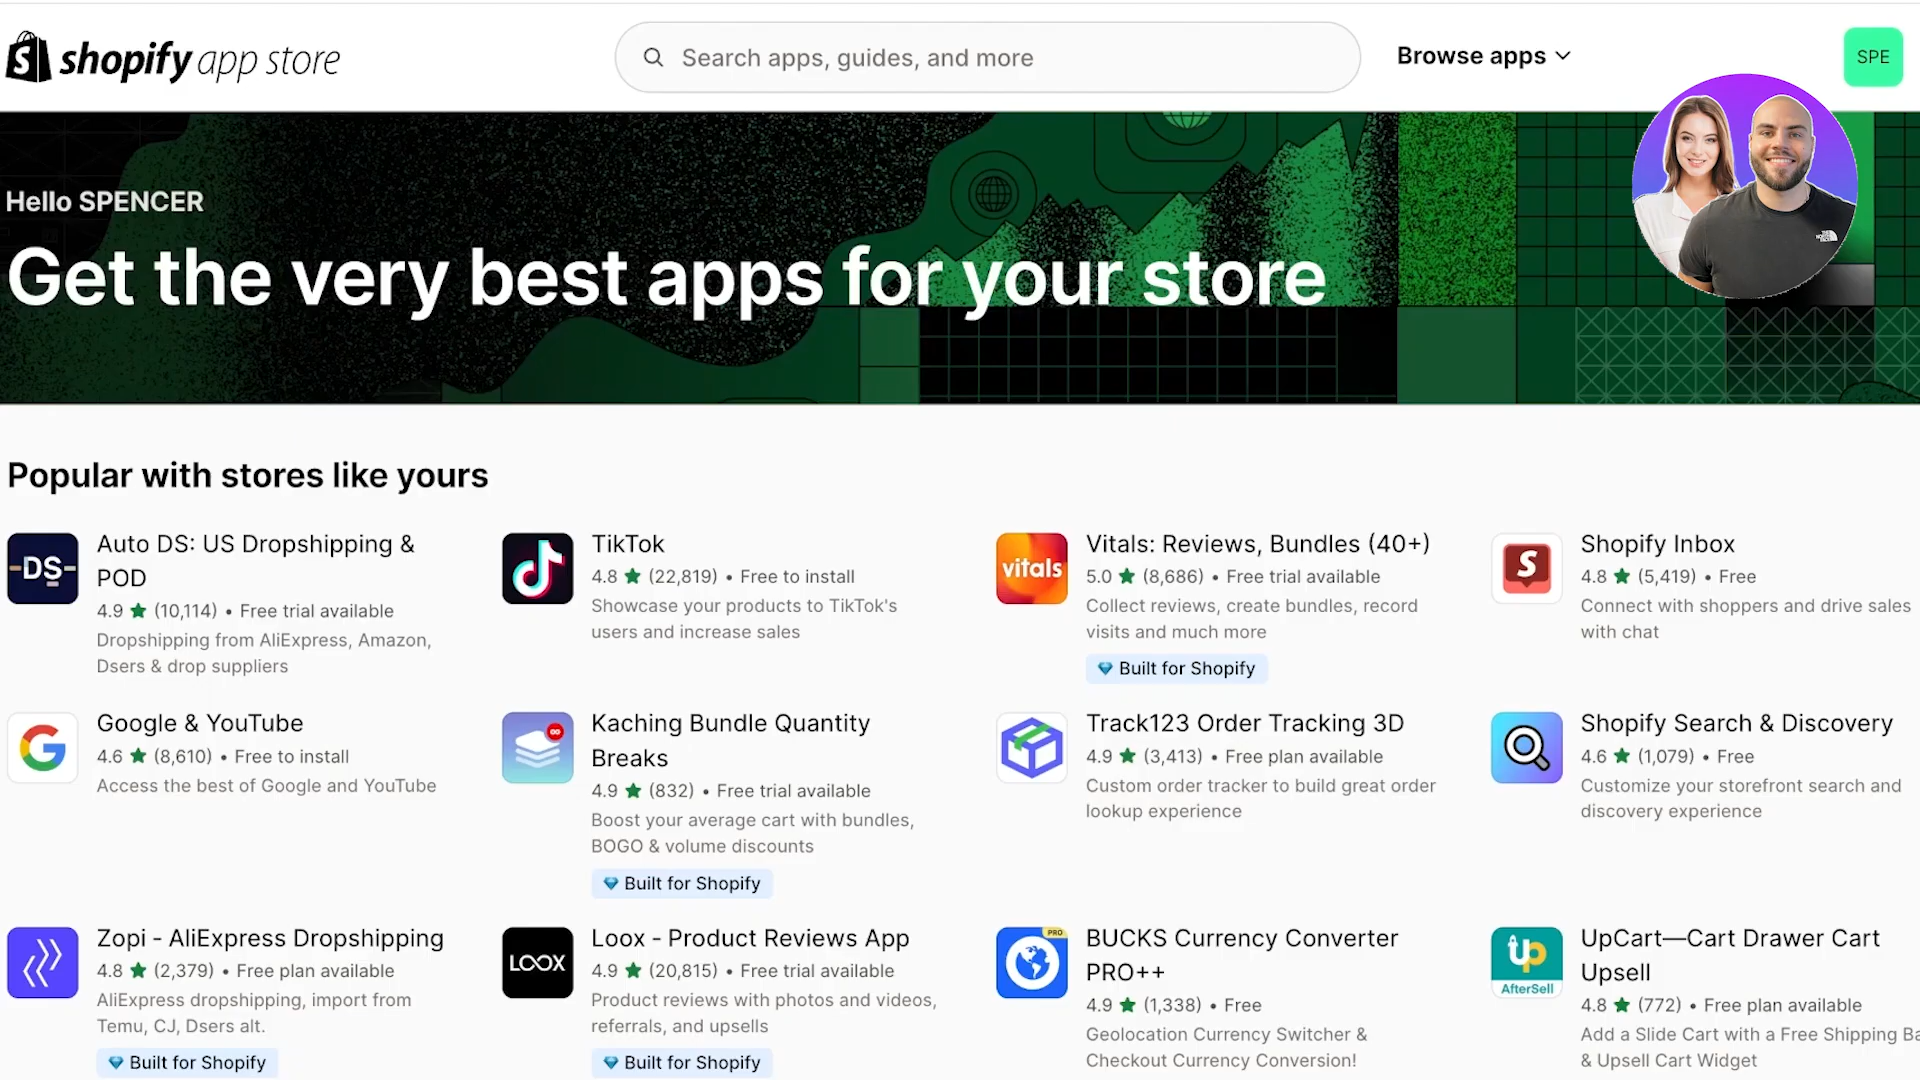 shopify app store
Search apps, guides, and more
Browse apps
SPE
Hello SPENCER
Get the very best apps for your store
Popular with stores like yours
DS
Auto DS: US Dropshipping &
POD
4.9 ★ (10,114) • Free trial available
Dropshipping from AliExpress, Amazon,
Dsers & drop suppliers
TikTok
4.8 ★ (22,819) • Free to install
Showcase your products to TikTok's
users and increase sales
vitals
Vitals: Reviews, Bundles (40+)
5.0 ★ (8,686) • Free trial available
Collect reviews, create bundles, record
visits and much more
Built for Shopify
Shopify Inbox
4.8 ★ (5,419) • Free
Connect with shoppers and drive sales
with chat
Google & YouTube
4.6 ★ (8,610) • Free to install
Access the best of Google and YouTube
Kaching Bundle Quantity
Breaks
4.9 ★ (832) • Free trial available
Boost your average cart with bundles,
BOGO & volume discounts
Built for Shopify
Track123 Order Tracking 3D
4.9 ★ (3,413) • Free plan available
Custom order tracker to build great order
lookup experience
Shopify Search & Discovery
4.6 ★ (1,079) • Free
Customize your storefront search and
discovery experience
Zopi - AliExpress Dropshipping
4.8 ★ (2,379) • Free plan available
AliExpress dropshipping, import from
Temu, CJ, Dsers alt.
Built for Shopify
LOOX
Loox - Product Reviews App
4.9 ★ (20,815) • Free trial available
Product reviews with photos and videos,
referrals, and upsells
Built for Shopify
PRO
BUCKS Currency Converter
PRO++
4.9 ★ (1,338) • Free
Geolocation Currency Switcher &
Checkout Currency Conversion!
up
AfterSell
UpCart—Cart Drawer Cart
Upsell
4.8 ★ (772) • Free plan available
Add a Slide Cart with a Free Shipping Ba
& Upsell Cart Widget